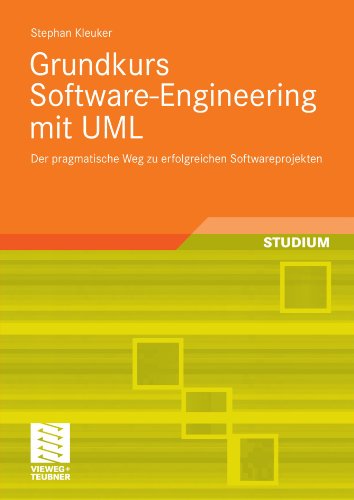 Stephan Kleuker
Grundkurs
Software-Engineering
mit UML
Der pragmatische Weg zu erfolgreichen Softwareprojekten
STUDIUM
VIEWEG+
TEUBNER